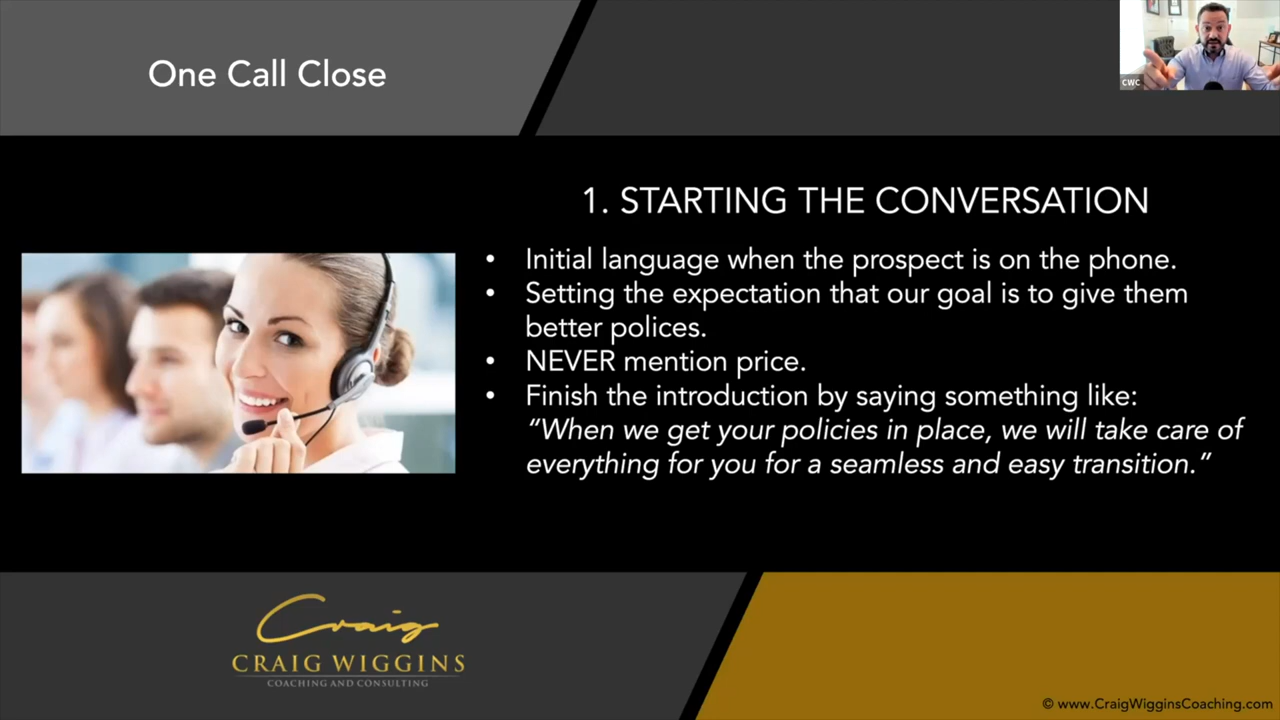 One Call Close
CWC
1. STARTING THE CONVERSATION
• Initial language when the prospect is on the phone.
• Setting the expectation that our goal is to give them
better polices.
• NEVER mention price.
• Finish the introduction by saying something like:
“When we get your policies in place, we will take care of
everything for you for a seamless and easy transition.”
Craig
CRAIG WIGGINS
COACHING AND CONSULTING
© www.CraigWigginsCoaching.com